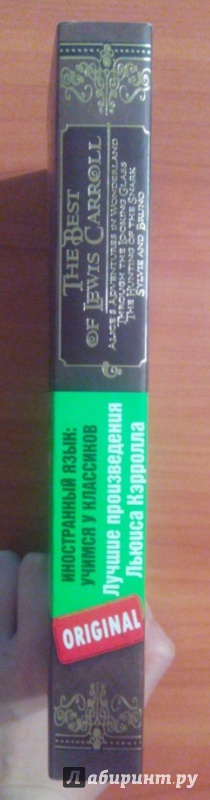 THE BEST
OF LEWIS CARROLL
ALICE'S ADVENTURES IN WONDERLAND
THROUGH THE LOOKING GLASS
THE HUNTING OF THE SNARK
SYLVIE AND BRUNO
ИНОСТРАННЫЙ ЯЗЫК:
УЧИМСЯ У КЛАССИКОВ
Лучшие произведения
Льюиса Кэрролла
ORIGINAL
Лабиринт.ру